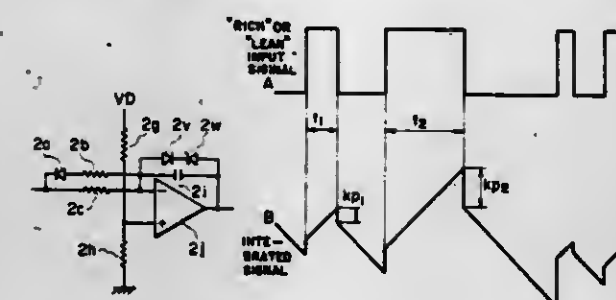 "RICH" OR
"LEAN"
INPUT
SIGNAL
A
t1
t2
kp1
kp2
B
INTE-
GRATED
SIGNAL
VD
2g
2v 2w
2a 2b
2c
2i
2h
2j
- 
+